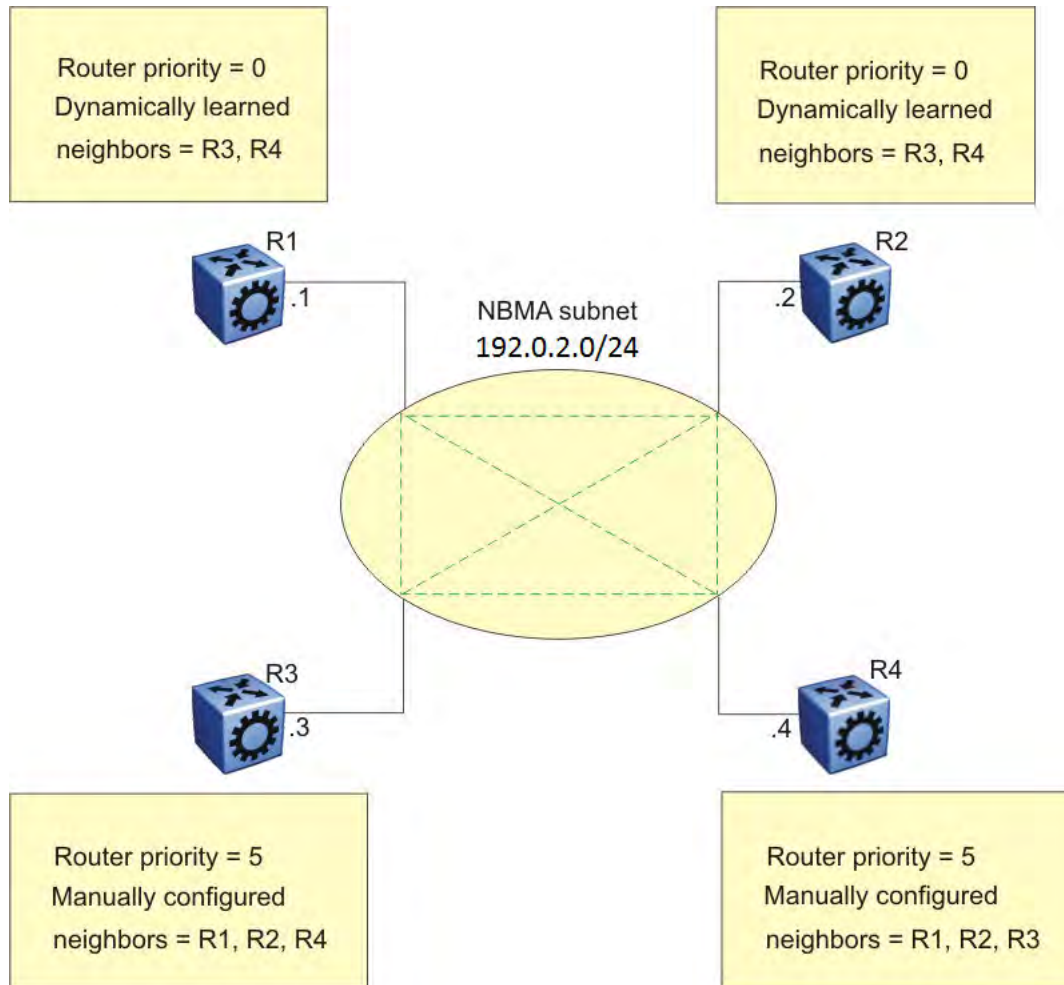 Router priority = 0
Dynamically learned
neighbors = R3, R4
Router priority = 0
Dynamically learned
neighbors = R3, R4
R1
.1
R2
.2
NBMA subnet
192.0.2.0/24
R3
.3
R4
.4
Router priority = 5
Manually configured
neighbors = R1, R2, R4
Router priority = 5
Manually configured
neighbors = R1, R2, R3